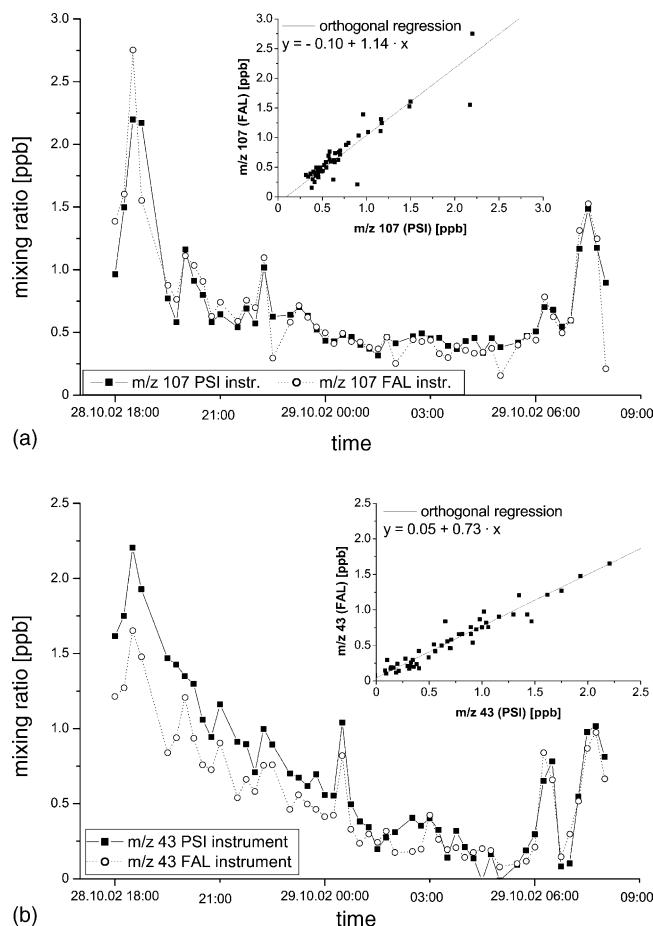 3.0
2.5
2.0
1.5
1.0
0.5
0
mixing ratio [ppb]
3.0
2.5
2.0
1.5
1.0
0.5
0
m/z 107 (FAL) [ppb]
orthogonal regression
y = - 0.10 + 1.14 · x
0 0.5 1.0 1.5 2.0 2.5 3.0
m/z 107 (PSI) [ppb]
m/z 107 PSI instr. m/z 107 FAL instr.
28.10.02 18:00 21:00 29.10.02 00:00 03:00 29.10.02 06:00 09:00
(a)
time
2.5
2.0
1.5
1.0
0.5
0
mixing ratio [ppb]
2.5
2.0
1.5
1.0
0.5
0
m/z 43 (FAL) [ppb]
orthogonal regression
y = 0.05 + 0.73 · x
0 0.5 1.0 1.5 2.0 2.5
m/z 43 (PSI) [ppb]
m/z 43 PSI instrument
m/z 43 FAL instrument
28.10.02 18:00 21:00 29.10.02 00:00 03:00 29.10.02 06:00 09:00
(b)
time